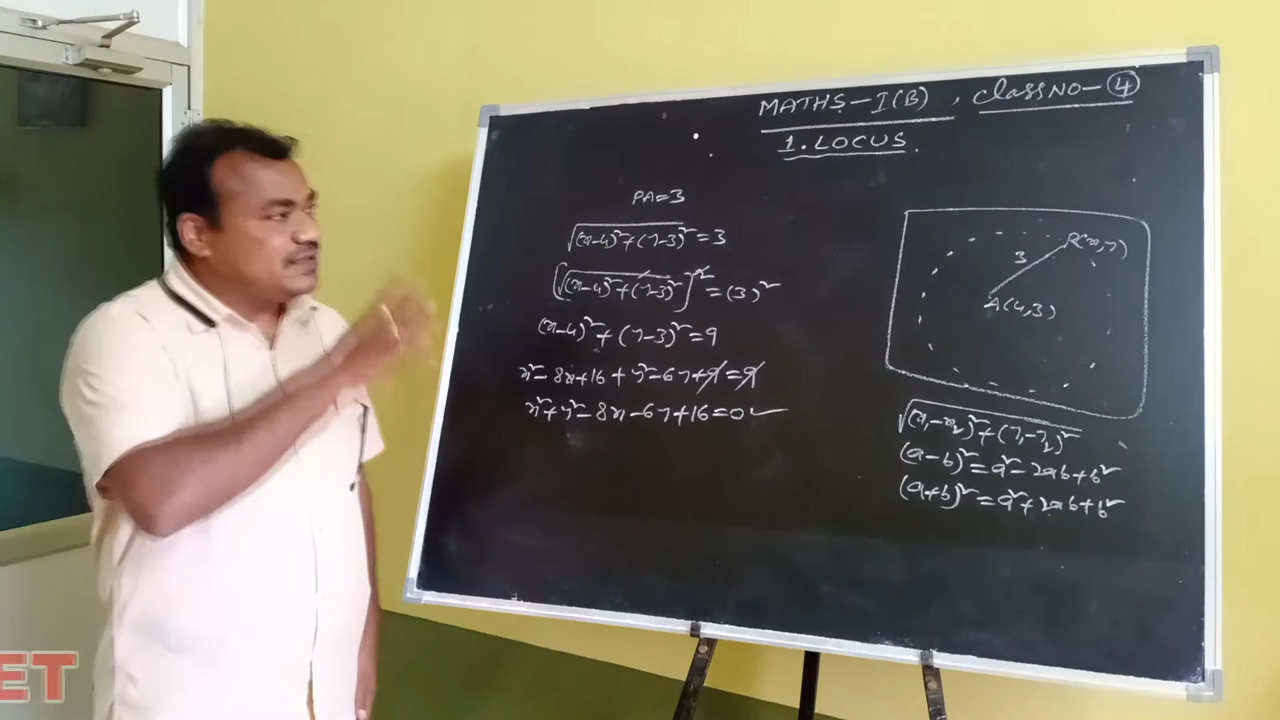 MATHS-I(B), Class NO-④
1. LOCUS.
PA=3
√(x-4)²+(y-3)² = 3
(√(x-4)²+(y-3)²)² = (3)²
(x-4)²+(y-3)²=9
x²-8x+16+y²-6y+9=9
x²+y²-8x-6y+16=0
P(x,y)
3
A(4,3)
√(x₁-x₂)²+(y₁-y₂)²
(a-b)²=a²-2ab+b²
(a+b)²=a²+2ab+b²
ET